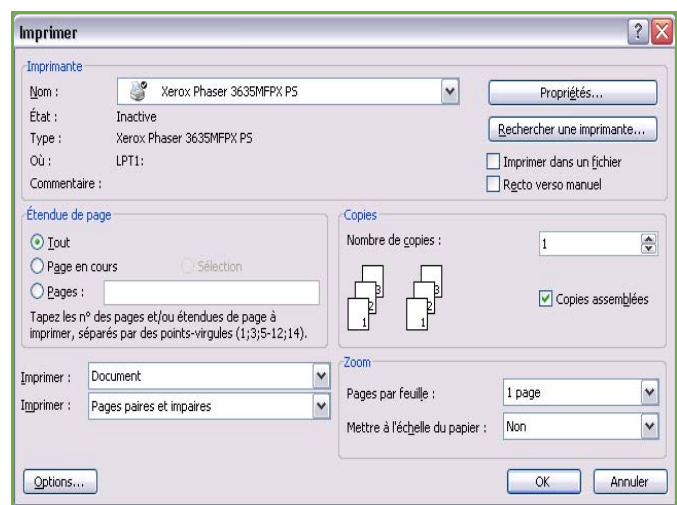 Imprimer
Imprimante
Nom : Xerox Phaser 3635MFPX PS Propriétés...
État : Inactive
Type : Xerox Phaser 3635MFPX PS Rechercher une imprimante...
Où : LPT1: Imprimer dans un fichier
Commentaire : Recto verso manuel
Étendue de page
Tout
Page en cours Sélection
Pages :
Tapez les n° des pages et/ou étendues de page à
imprimer, séparés par des points-virgules (1;3;5-12;14).
Copies
Nombre de copies : 1
3 3
2 2
1 1
Copies assemblées
Imprimer : Document
Imprimer : Pages paires et impaires
Zoom
Pages par feuille : 1 page
Mettre à l'échelle du papier : Non
Options... OK Annuler